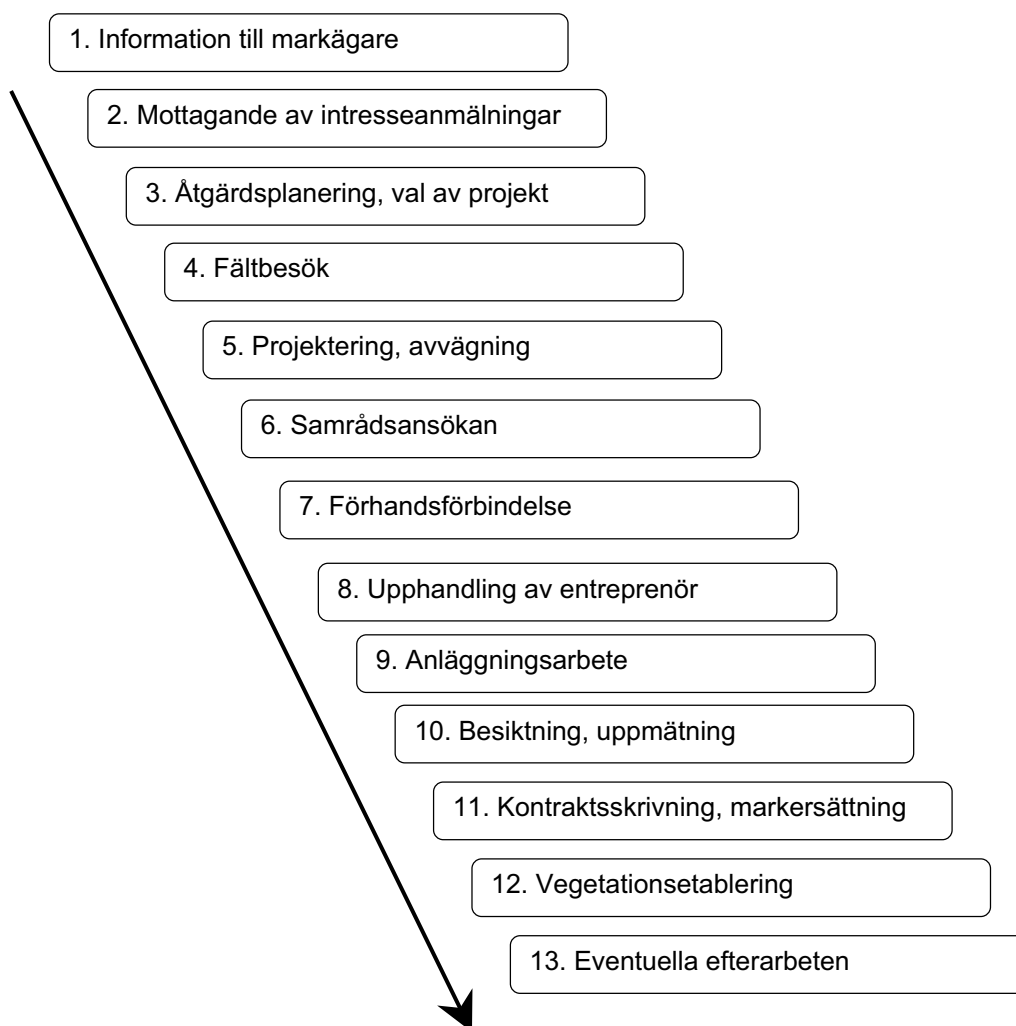 1. Information till markägare
2. Mottagande av intresseanmälningar
3. Åtgärdsplanering, val av projekt
4. Fältbesök
5. Projektering, avvägning
6. Samrådsansökan
7. Förhandsförbindelse
8. Upphandling av entreprenör
9. Anläggningsarbete
10. Besiktning, uppmätning
11. Kontraktsskrivning, markersättning
12. Vegetationsetablering
13. Eventuella efterarbeten